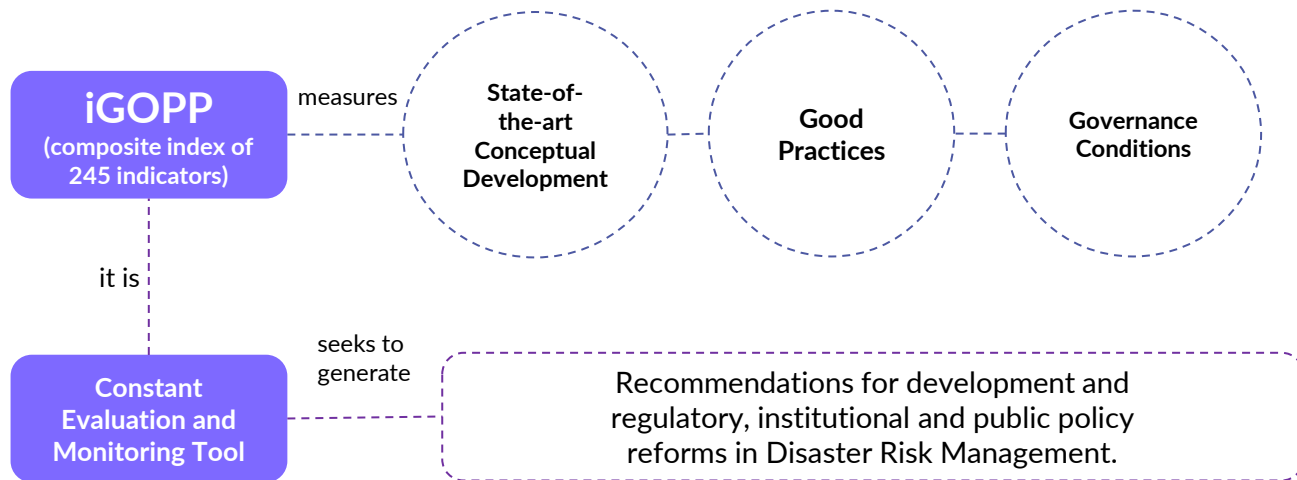 iGOPP
(composite index of
245 indicators)
measures
State-of-
the-art
Conceptual
Development
Good
Practices
Governance
Conditions
it is
Constant
Evaluation and
Monitoring Tool
seeks to
generate
Recommendations for development and
regulatory, institutional and public policy
reforms in Disaster Risk Management.